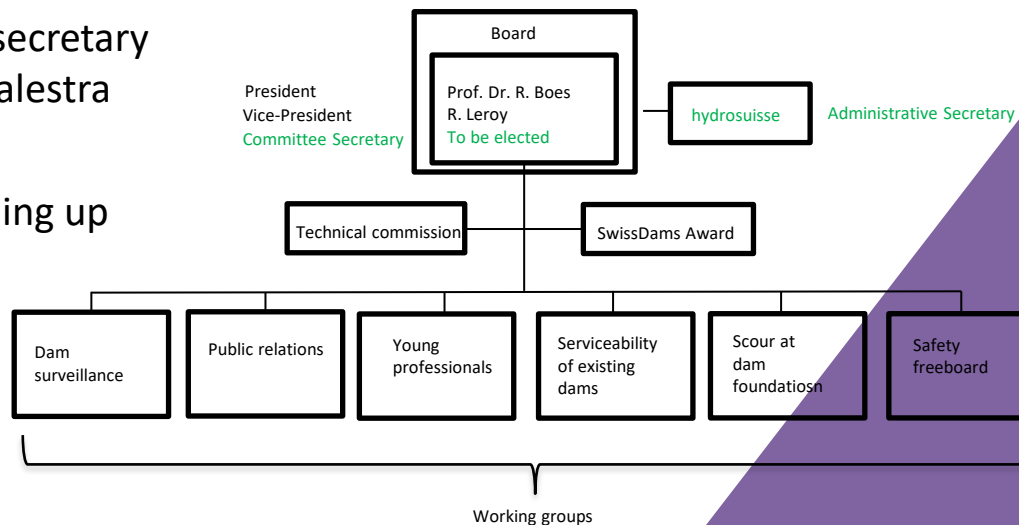 secretary
alestra
ing up
Board
President
Vice-President
Committee Secretary
Prof. Dr. R. Boes
R. Leroy
To be elected
hydrosuisse
Administrative Secretary
Technical commission
SwissDams Award
Dam
surveillance
Public relations
Young
professionals
Serviceability
of existing
dams
Scour at
dam
foundatiosn
Safety
freeboard
Working groups